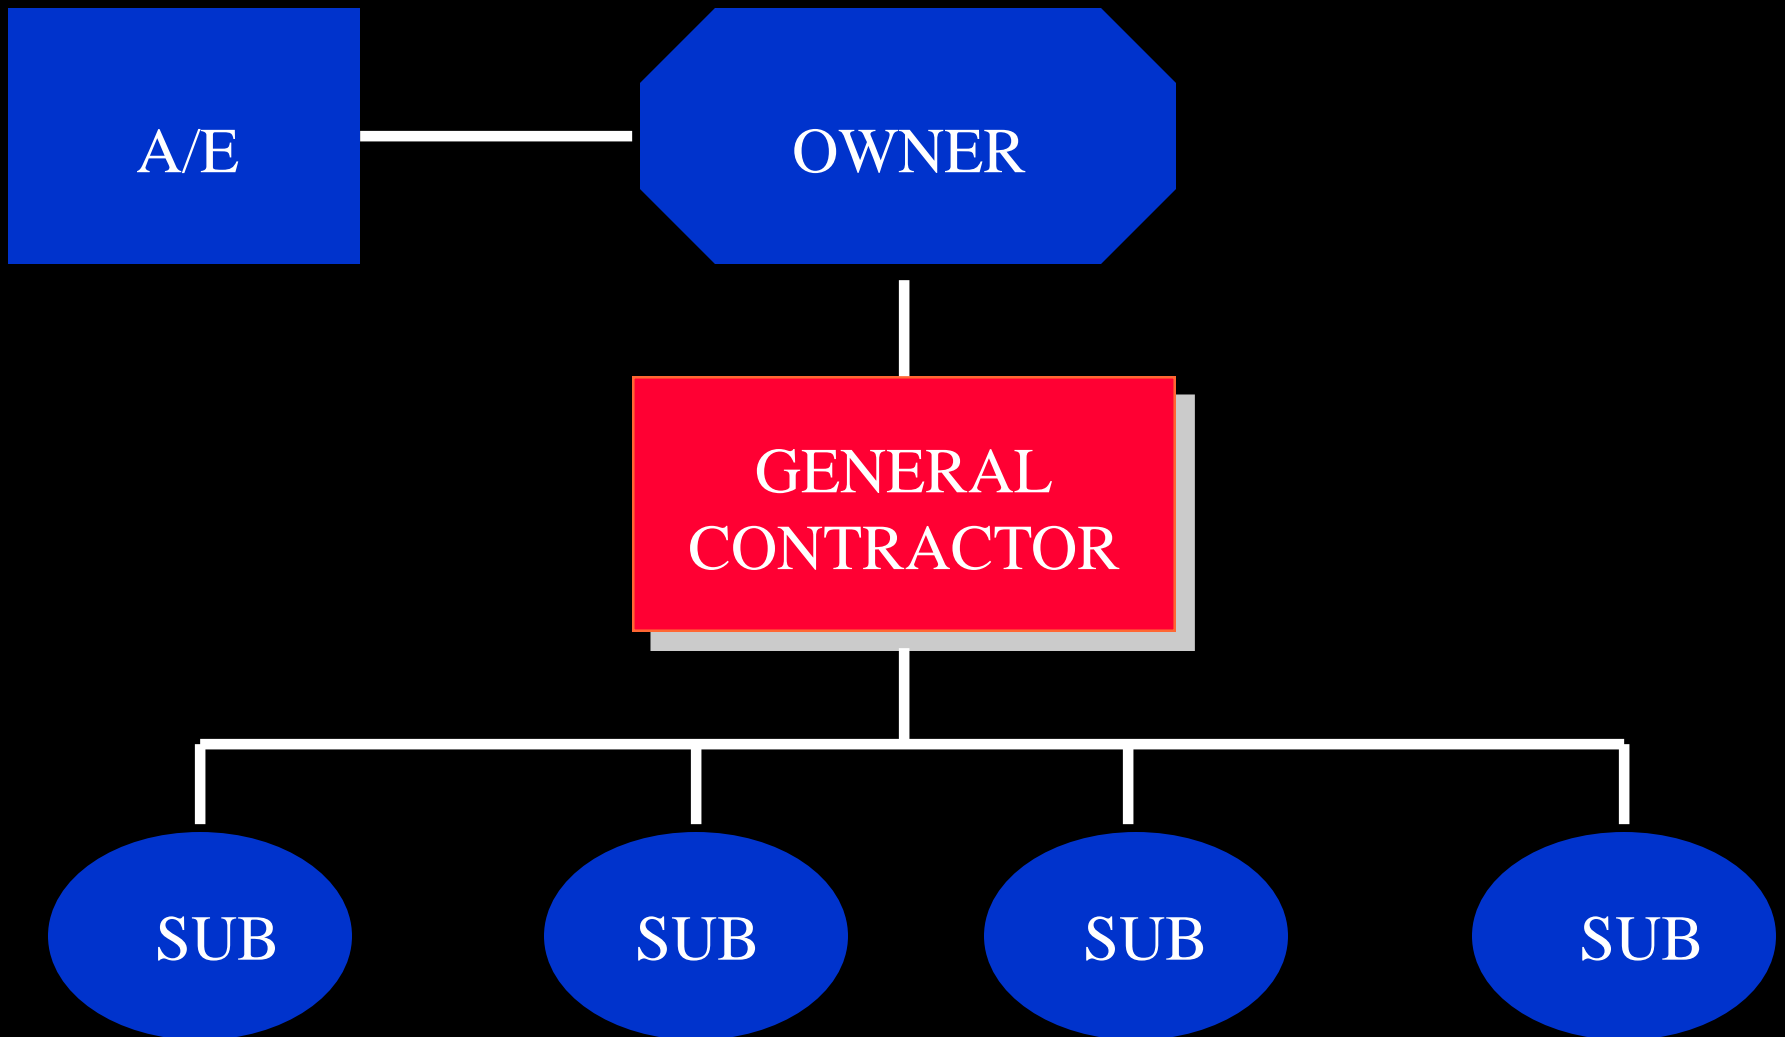 A/E
OWNER
GENERAL
CONTRACTOR
SUB
SUB
SUB
SUB